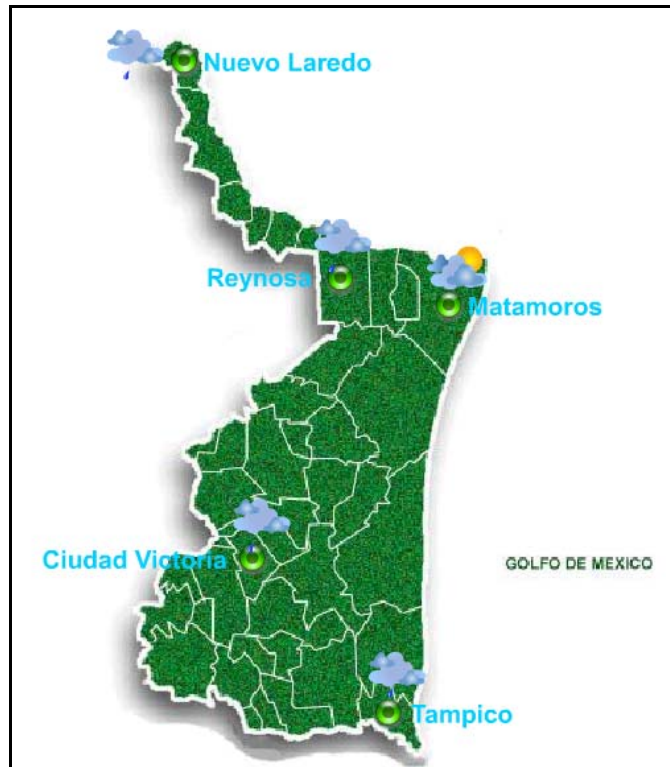 Nuevo Laredo
Reynosa
Matamoros
Ciudad Victoria
GOLFO DE MEXICO
Tampico